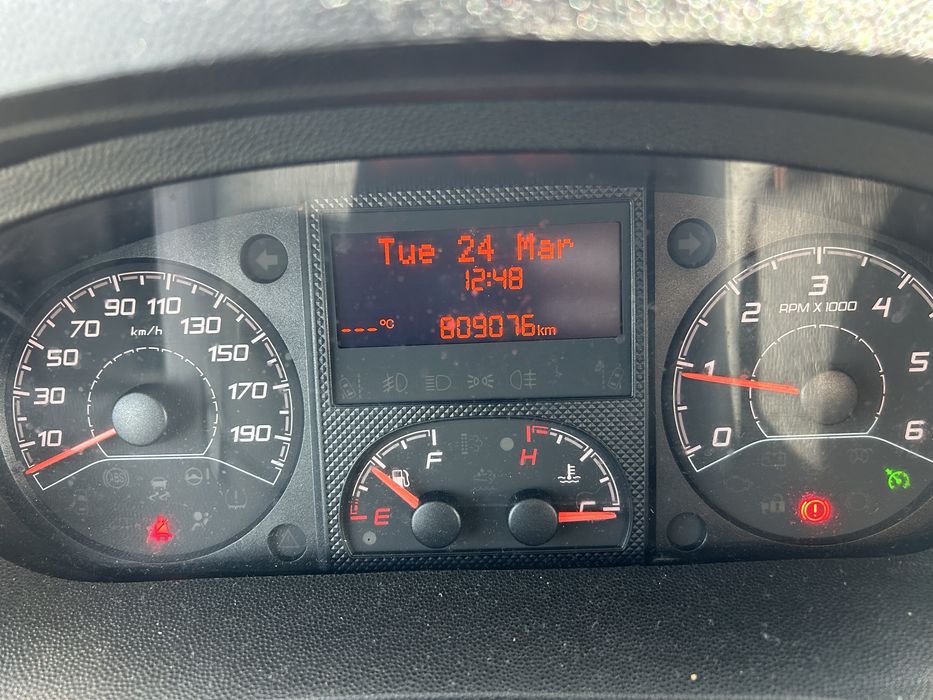 Tue 24 Mar
12:48
---°C 809076km
10 30 50 70 90 110 130 150 170 190
km/h
E F
H C
0 1 2 3 4 5 6
RPM X 1000